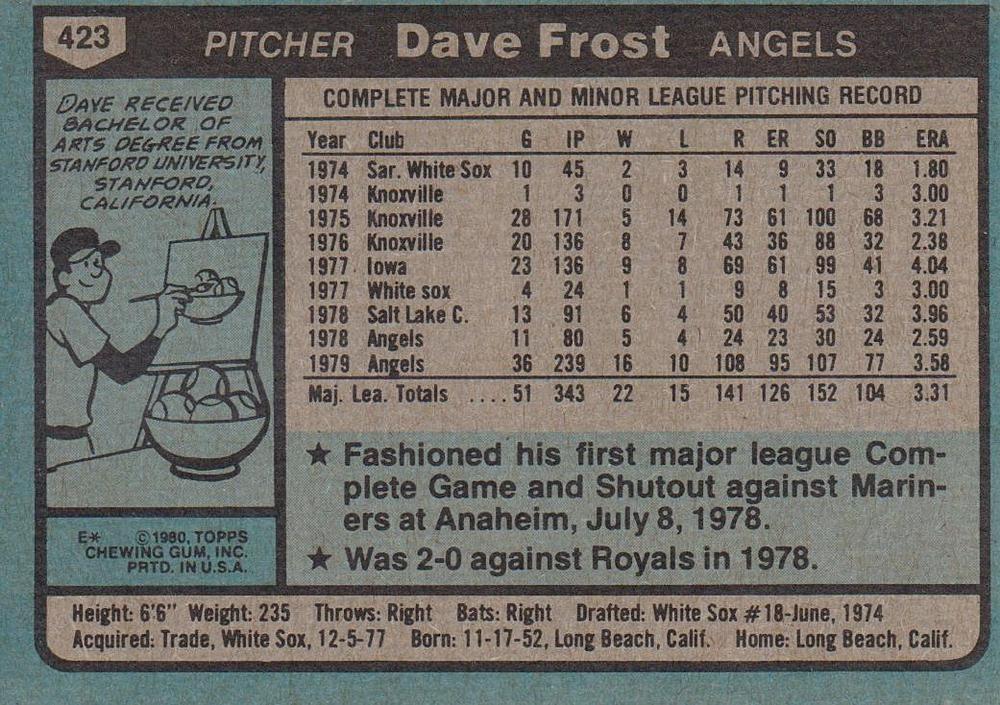 423 PITCHER Dave Frost ANGELS
DAVE RECEIVED
BACHELOR OF
ARTS DEGREE FROM
STANFORD UNIVERSITY,
STANFORD,
CALIFORNIA.
COMPLETE MAJOR AND MINOR LEAGUE PITCHING RECORD
Year Club G IP W L R ER SO BB ERA
1974 Sar. White Sox 10 45 2 3 14 9 33 18 1.80
1974 Knoxville 1 3 0 0 1 1 1 3 3.00
1975 Knoxville 28 171 5 14 73 61 100 68 3.21
1976 Knoxville 20 136 8 7 43 36 88 32 2.38
1977 Iowa 23 136 9 8 69 61 99 41 4.04
1977 White sox 4 24 1 1 9 8 15 3 3.00
1978 Salt Lake C. 13 91 6 4 50 40 53 32 3.96
1978 Angels 11 80 5 4 24 23 30 24 2.59
1979 Angels 36 239 16 10 108 95 107 77 3.58
Maj. Lea. Totals .... 51 343 22 15 141 126 152 104 3.31
★ Fashioned his first major league Com-
plete Game and Shutout against Marin-
ers at Anaheim, July 8, 1978.
★ Was 2-0 against Royals in 1978.
E* © 1980, TOPPS
CHEWING GUM, INC.
PRTD. IN U.S.A.
Height: 6'6" Weight: 235 Throws: Right Bats: Right Drafted: White Sox #18-June, 1974
Acquired: Trade, White Sox, 12-5-77 Born: 11-17-52, Long Beach, Calif. Home: Long Beach, Calif.